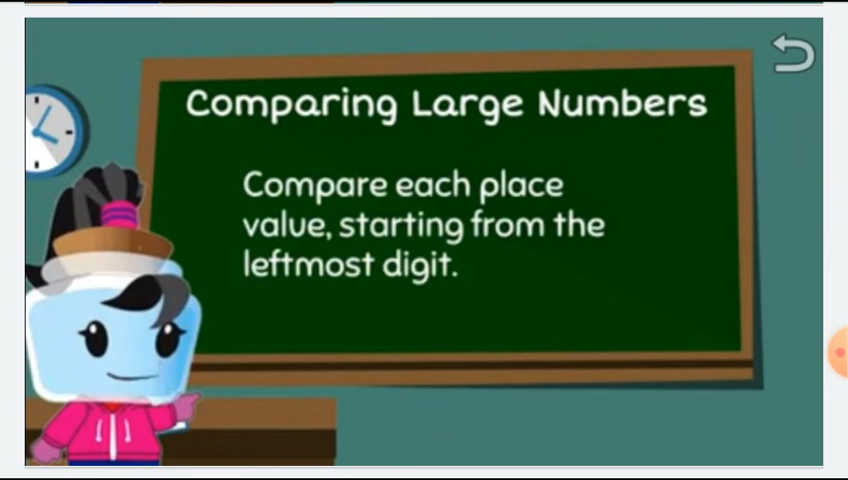 Comparing Large Numbers
Compare each place
value, starting from the
leftmost digit.